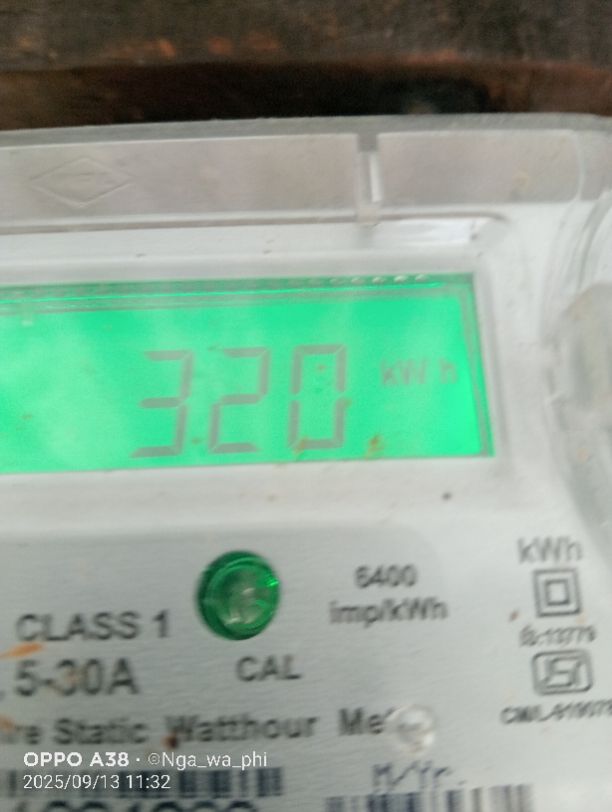 320 kWh
kWh
6400
imp/kWh
IS:13779
CLASS 1
5-30A
CAL
Static Watthour
M/Yr.
OPPO A38 · ©Nga_wa_phi
2025/09/13 11:32